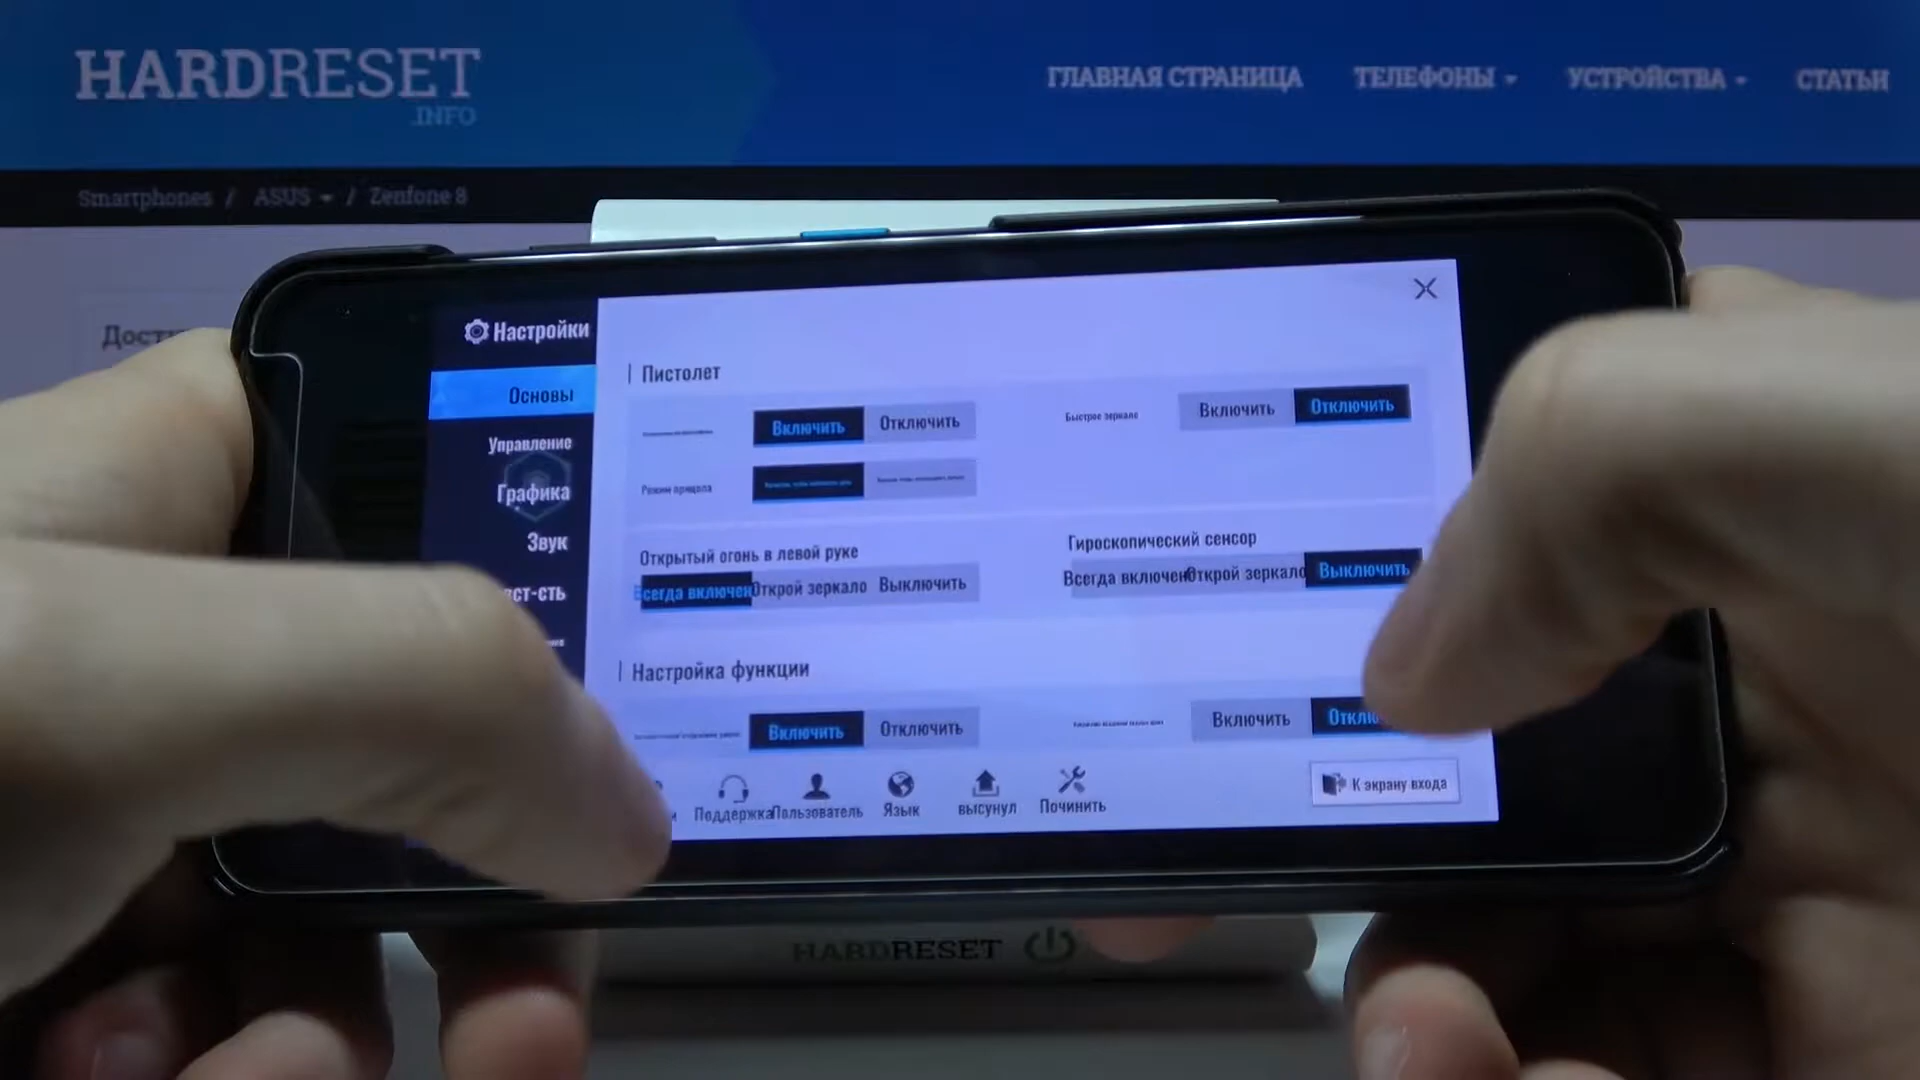 HARDRESET
.INFO
ГЛАВНАЯ СТРАНИЦА ТЕЛЕФОНЫ УСТРОЙСТВА СТАТЬИ
Smartphones / ASUS / Zenfone 8
Настройки
Основы
Управление
Графика
Звук
Пистолет
Включить Отключить
Быстрое зеркало Включить Отключить
Режим прицела
Открытый огонь в левой руке
Всегда включен Открой зеркало Выключить
Гироскопический сенсор
Всегда включен Открой зеркало Выключить
Настройка функции
Включить Отключить
Включить
Поддержка Пользователь Язык высунул Починить
К экрану входа
HARDRESET